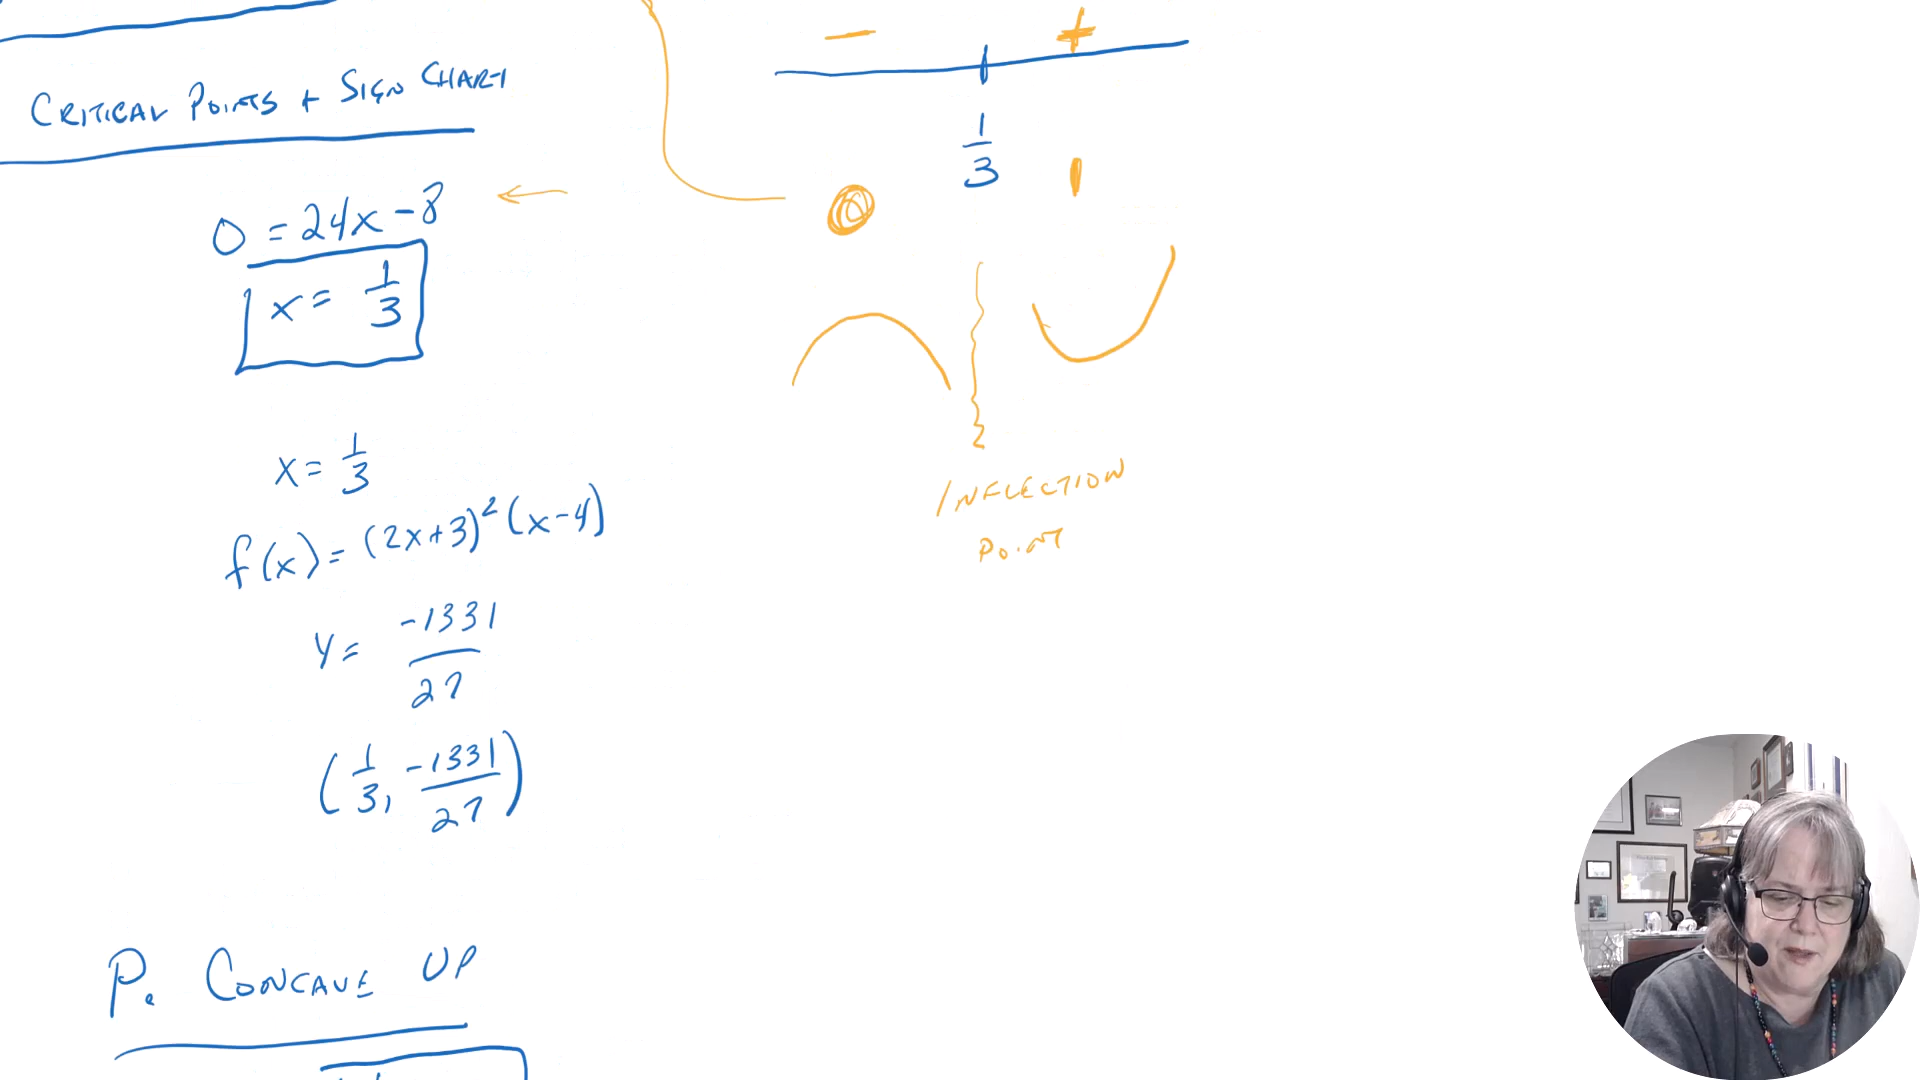 CRITICAL POINTS + SIGN CHART
0 = 24x - 8
x = 1/3
x = 1/3
f(x) = (2x+3)² (x-4)
y = -1331/27
(1/3, -1331/27)
P. CONCAVE UP
- +
1/3
0 1
INFLECTION
POINT